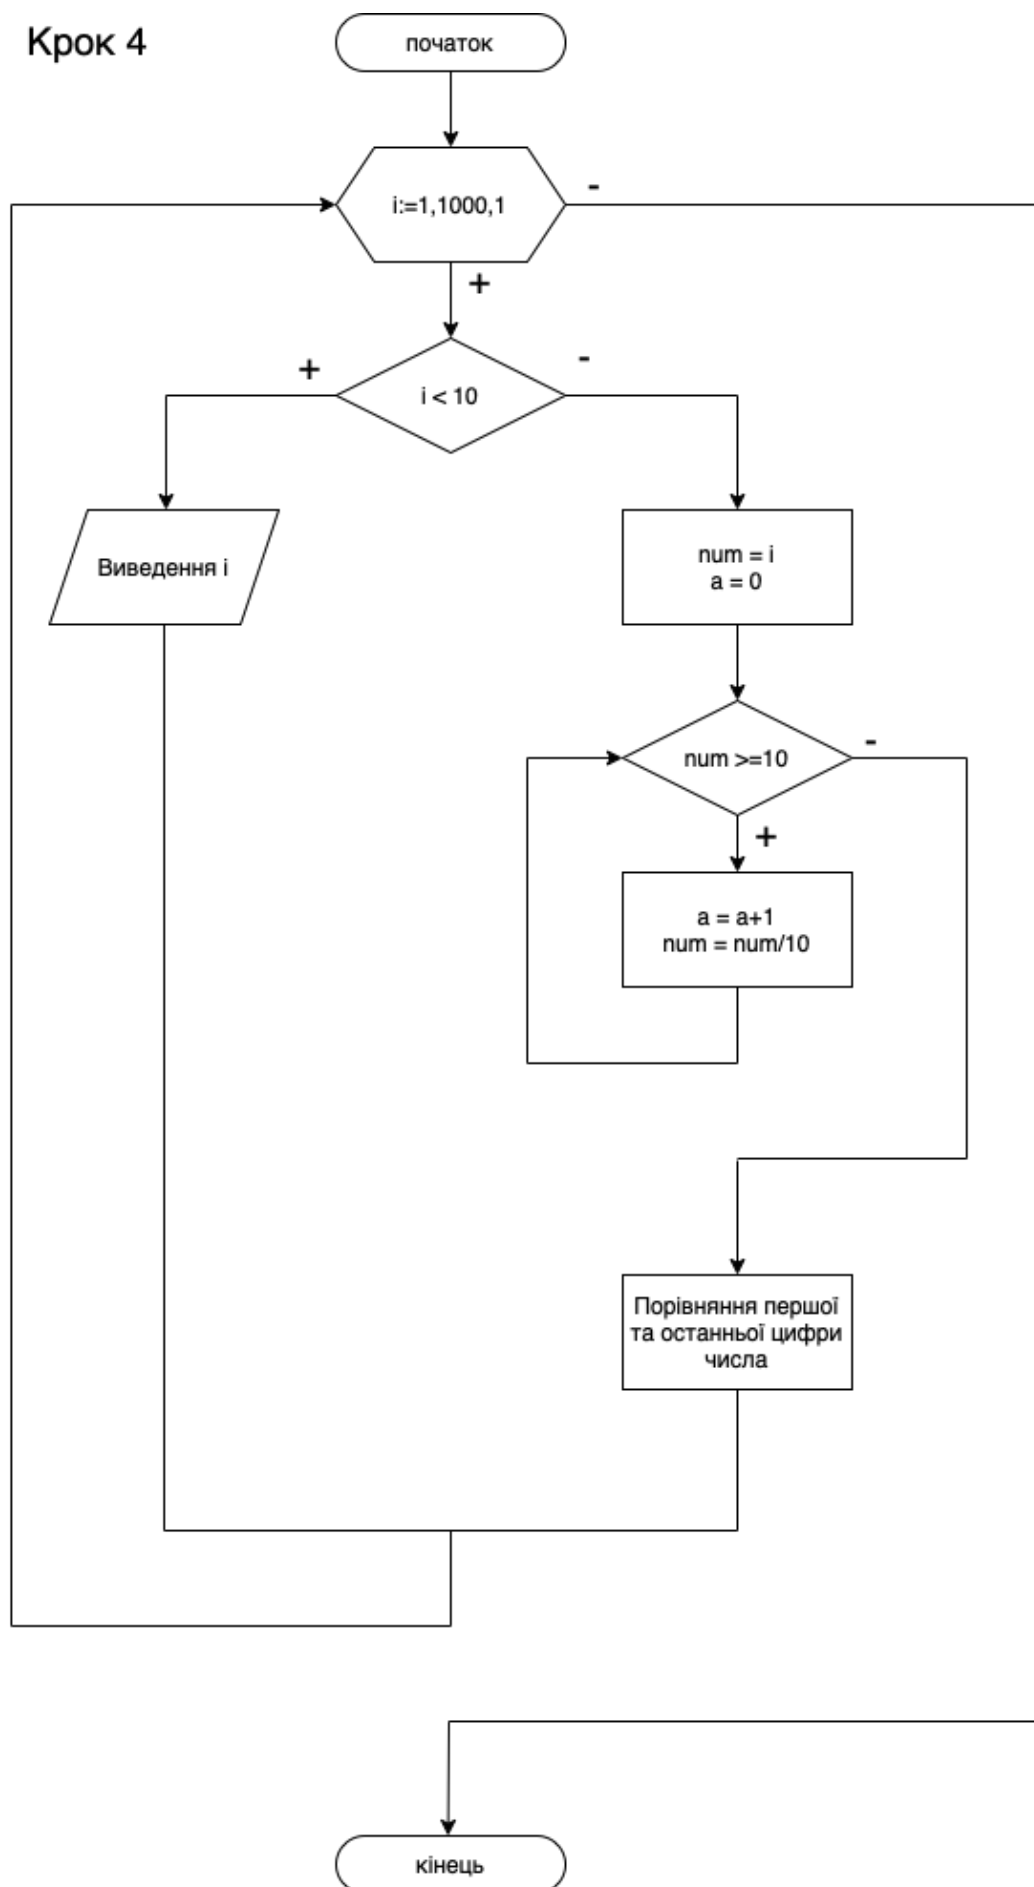 Крок 4
початок
i:=1,1000,1
-
+
+
i < 10
-
Виведення i
num = i
a = 0
num >=10
-
+
a = a+1
num = num/10
Порівняння першої
та останньої цифри
числа
кінець